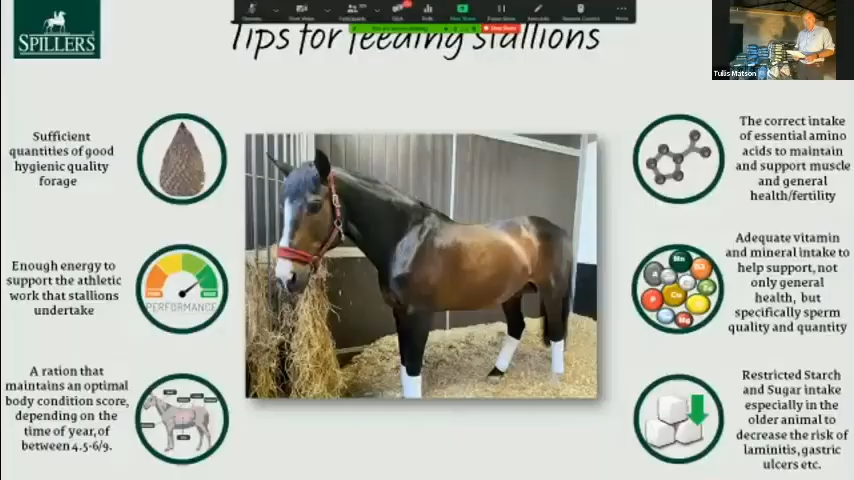 SPILLERS
Tips for feeding stallions
Tullis Matson
Sufficient
quantities of good
hygienic quality
forage
Enough energy to
support the athletic
work that stallions
undertake
PERFORMANCE
A ration that
maintains an optimal
body condition score,
depending on the
time of year, of
between 4.5-6/9.
The correct intake
of essential amino
acids to maintain
and support muscle
and general
health/fertility
Adequate vitamin
and mineral intake to
help support, not
only general
health, but
specifically sperm
quality and quantity
Restricted Starch
and Sugar intake
especially in the
older animal to
decrease the risk of
laminitis, gastric
ulcers etc.